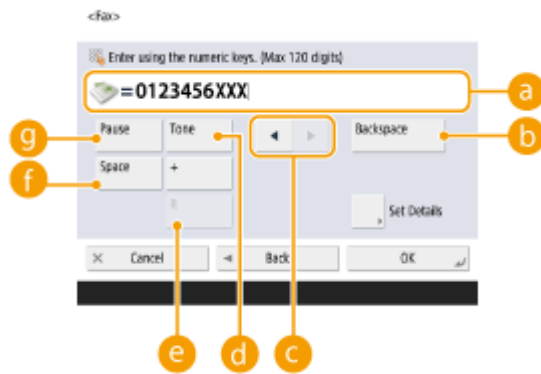 <Fax>
Enter using the numeric keys. (Max 120 digits)
=0123456XXX
a
Pause
Tone
Backspace
g
b
Space
+
f
R
Set Details
Cancel
Back
OK
e
d
c